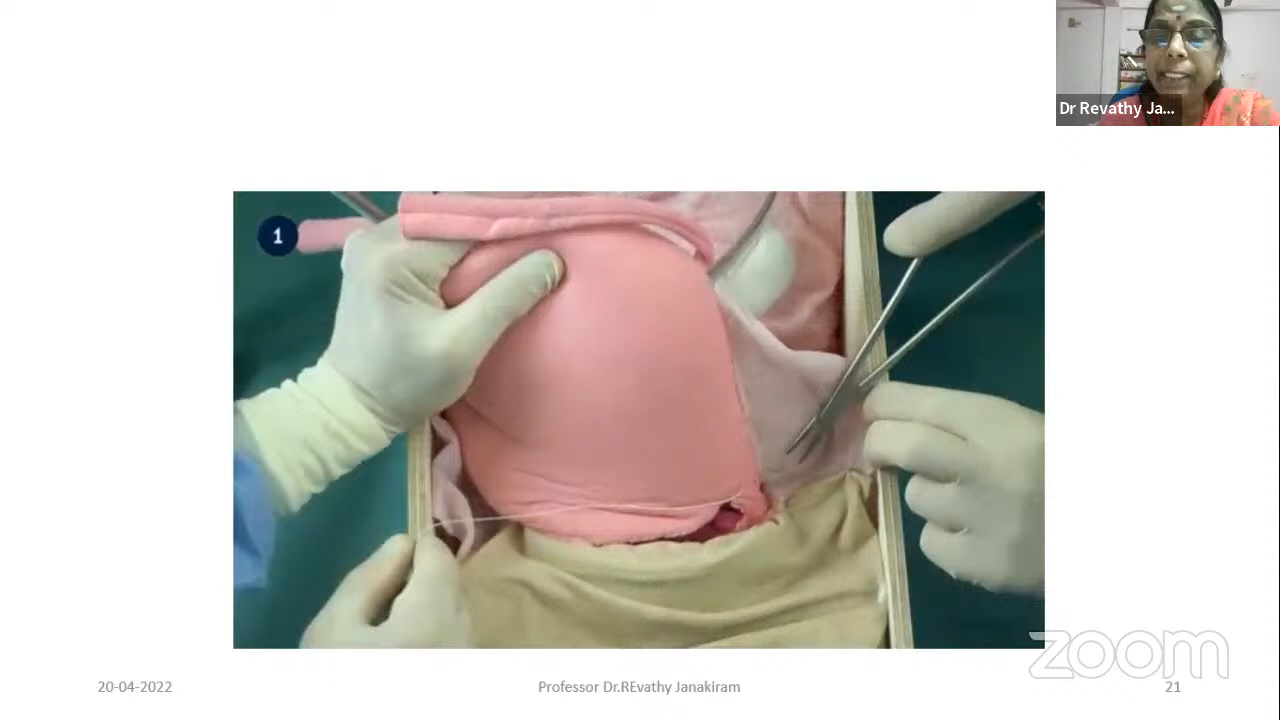 Dr Revathy Ja...
1
zoom
20-04-2022
Professor Dr.REvathy Janakiram
21